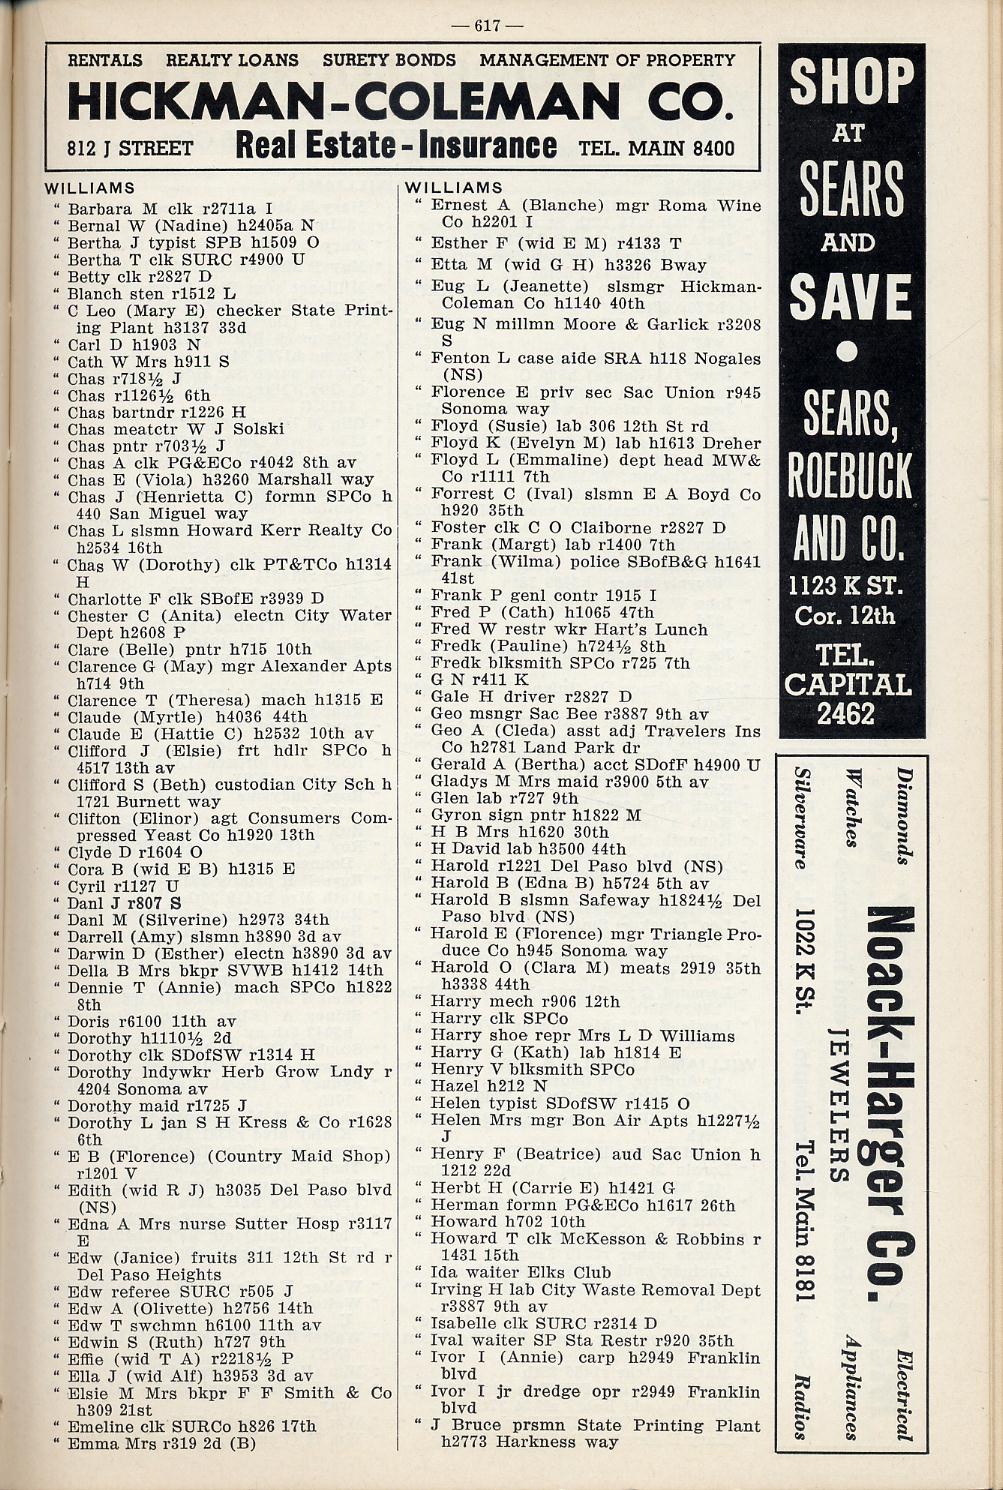 — 617 —
RENTALS REALTY LOANS SURETY BONDS MANAGEMENT OF PROPERTY
HICKMAN-COLEMAN CO.
812 J STREET Real Estate-Insurance TEL. MAIN 8400
WILLIAMS
" Barbara M clk r2711a I
" Bernal W (Nadine) h2405a N
" Bertha J typist SPB h1509 O
" Bertha T clk SURC r4900 U
" Betty clk r2827 D
" Blanch sten r1512 L
" C Leo (Mary E) checker State Print-
ing Plant h3137 33d
" Carl D h1903 N
" Cath W Mrs h911 S
" Chas r718½ J
" Chas r1126½ 6th
" Chas bartndr r1226 H
" Chas meatctr W J Solski
" Chas pntr r703½ J
" Chas A clk PG&ECo r4042 8th av
" Chas E (Viola) h3260 Marshall way
" Chas J (Henrietta C) formn SPCo h
440 San Miguel way
" Chas L slsmn Howard Kerr Realty Co
h2534 16th
" Chas W (Dorothy) clk PT&TCo h1314
H
" Charlotte F clk SBofE r3939 D
" Chester C (Anita) electn City Water
Dept h2608 P
" Clare (Belle) pntr h715 10th
" Clarence G (May) mgr Alexander Apts
h714 9th
" Clarence T (Theresa) mach h1315 E
" Claude (Myrtle) h4036 44th
" Claude E (Hattie C) h2532 10th av
" Clifford J (Elsie) frt hdlr SPCo h
4517 13th av
" Clifford S (Beth) custodian City Sch h
1721 Burnett way
" Clifton (Elinor) agt Consumers Com-
pressed Yeast Co h1920 13th
" Clyde D r1604 O
" Cora B (wid E B) h1315 E
" Cyril r1127 U
" Danl J r807 S
" Danl M (Silverine) h2973 34th
" Darrell (Amy) slsmn h3890 3d av
" Darwin D (Esther) electn h3890 3d av
" Della B Mrs bkpr SVWB h1412 14th
" Dennie T (Annie) mach SPCo h1822
8th
" Doris r6100 11th av
" Dorothy h1110½ 2d
" Dorothy clk SDofSW r1314 H
" Dorothy lndywkr Herb Grow Lndy r
4204 Sonoma av
" Dorothy maid r1725 J
" Dorothy L jan S H Kress & Co r1628
6th
" E B (Florence) (Country Maid Shop)
r1201 V
" Edith (wid R J) h3035 Del Paso blvd
(NS)
" Edna A Mrs nurse Sutter Hosp r3117
E
" Edw (Janice) fruits 311 12th St rd r
Del Paso Heights
" Edw referee SURC r505 J
" Edw A (Olivette) h2756 14th
" Edw T swchmn h6100 11th av
" Edwin S (Ruth) h727 9th
" Effie (wid T A) r2218½ P
" Ella J (wid Alf) h3953 3d av
" Elsie M Mrs bkpr F F Smith & Co
h309 21st
" Emeline clk SURCo h826 17th
" Emma Mrs r319 2d (B)
WILLIAMS
" Ernest A (Blanche) mgr Roma Wine
Co h2201 I
" Esther F (wid E M) r4133 T
" Etta M (wid G H) h3326 Bway
" Eug L (Jeanette) slsmgr Hickman-
Coleman Co h1140 40th
" Eug N millmn Moore & Garlick r3208
S
" Fenton L case aide SRA h118 Nogales
(NS)
" Florence E priv sec Sac Union r945
Sonoma way
" Floyd (Susie) lab 306 12th St rd
" Floyd K (Evelyn M) lab h1613 Dreher
" Floyd L (Emmaline) dept head MW&
Co r1111 7th
" Forrest C (Ival) slsmn E A Boyd Co
h920 35th
" Foster clk C O Claiborne r2827 D
" Frank (Margt) lab r1400 7th
" Frank (Wilma) police SBofB&G h1641
41st
" Frank P genl contr 1915 I
" Fred P (Cath) h1065 47th
" Fred W restr wkr Hart's Lunch
" Fredk (Pauline) h724½ 8th
" Fredk blksmith SPCo r725 7th
" G N r411 K
" Gale H driver r2827 D
" Geo msngr Sac Bee r3887 9th av
" Geo A (Cleda) asst adj Travelers Ins
Co h2781 Land Park dr
" Gerald A (Bertha) acct SDofF h4900 U
" Gladys M Mrs maid r3900 5th av
" Glen lab r727 9th
" Gyron sign pntr h1822 M
" H B Mrs h1620 30th
" H David lab h3500 44th
" Harold r1221 Del Paso blvd (NS)
" Harold B (Edna B) h5724 5th av
" Harold B slsmn Safeway h1824½ Del
Paso blvd (NS)
" Harold E (Florence) mgr Triangle Pro-
duce Co h945 Sonoma way
" Harold O (Clara M) meats 2919 35th
h3338 44th
" Harry mech r906 12th
" Harry clk SPCo
" Harry shoe repr Mrs L D Williams
" Harry G (Kath) lab h1814 E
" Henry V blksmith SPCo
" Hazel h212 N
" Helen typist SDofSW r1415 O
" Helen Mrs mgr Bon Air Apts h1227½
J
" Henry F (Beatrice) aud Sac Union h
1212 22d
" Herbt H (Carrie E) h1421 G
" Herman formn PG&ECo h1617 26th
" Howard h702 10th
" Howard T clk McKesson & Robbins r
1431 15th
" Ida waiter Elks Club
" Irving H lab City Waste Removal Dept
r3887 9th av
" Isabelle clk SURC r2314 D
" Ival waiter SP Sta Restr r920 35th
" Ivor I (Annie) carp h2949 Franklin
blvd
" Ivor I jr dredge opr r2949 Franklin
blvd
" J Bruce prsmn State Printing Plant
h2773 Harkness way
SHOP
AT
SEARS
AND
SAVE
●
SEARS,
ROEBUCK
AND CO.
1123 K ST.
Cor. 12th
TEL.
CAPITAL
2462
Diamonds
Watches
Silverware
Noack-Harger Co.
JEWELERS
1022 K St. Tel. Main 8181
Electrical
Appliances
Radios